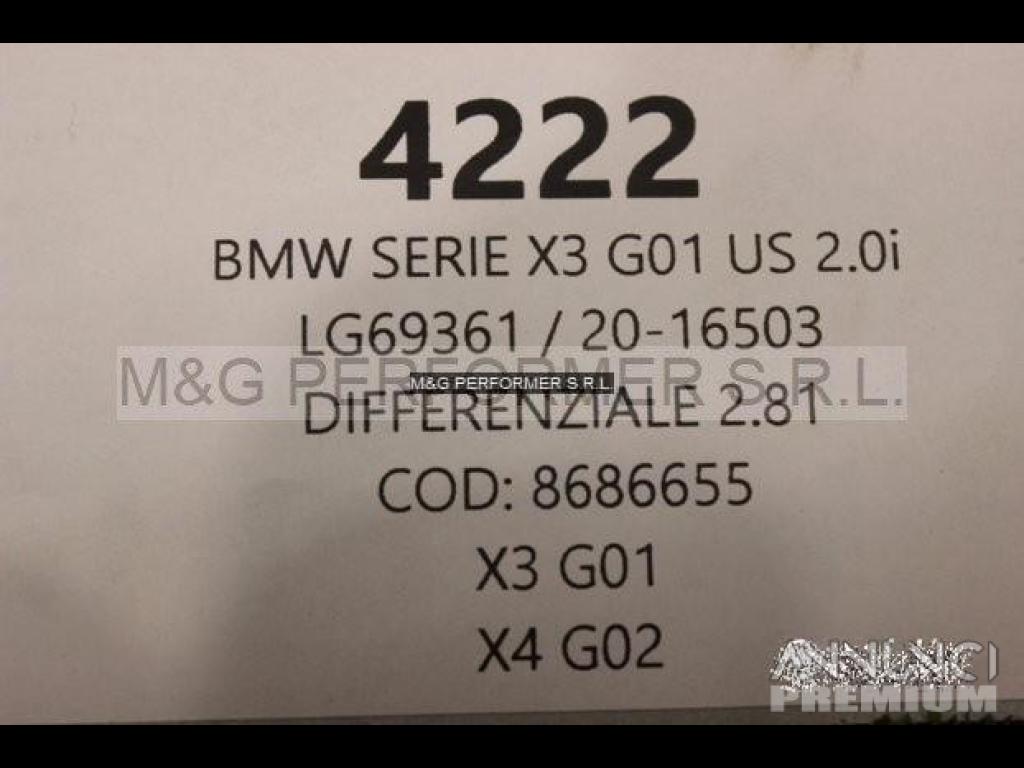 4222
BMW SERIE X3 G01 US 2.0i
LG69361 / 20-16503
M&G PERFORMER S.R.L.
M&G PERFORMER S.R.L.
DIFFERENZIALE 2.81
COD: 8686655
X3 G01
X4 G02
ANNUNCI
PREMIUM